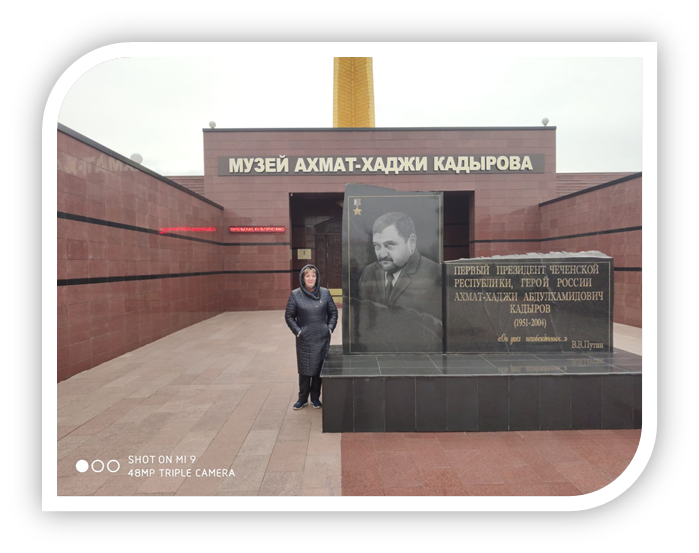 МУЗЕЙ АХМАТ-ХАДЖИ КАДЫРОВА
ПЕРВЫЙ ПРЕЗИДЕНТ ЧЕЧЕНСКОЙ
РЕСПУБЛИКИ, ГЕРОЙ РОССИИ
АХМАТ-ХАДЖИ АБДУЛХАМИДОВИЧ
КАДЫРОВ
(1951-2004)
«Он ушел непобежденным...»
В.В.Путин
SHOT ON MI 9
48MP TRIPLE CAMERA